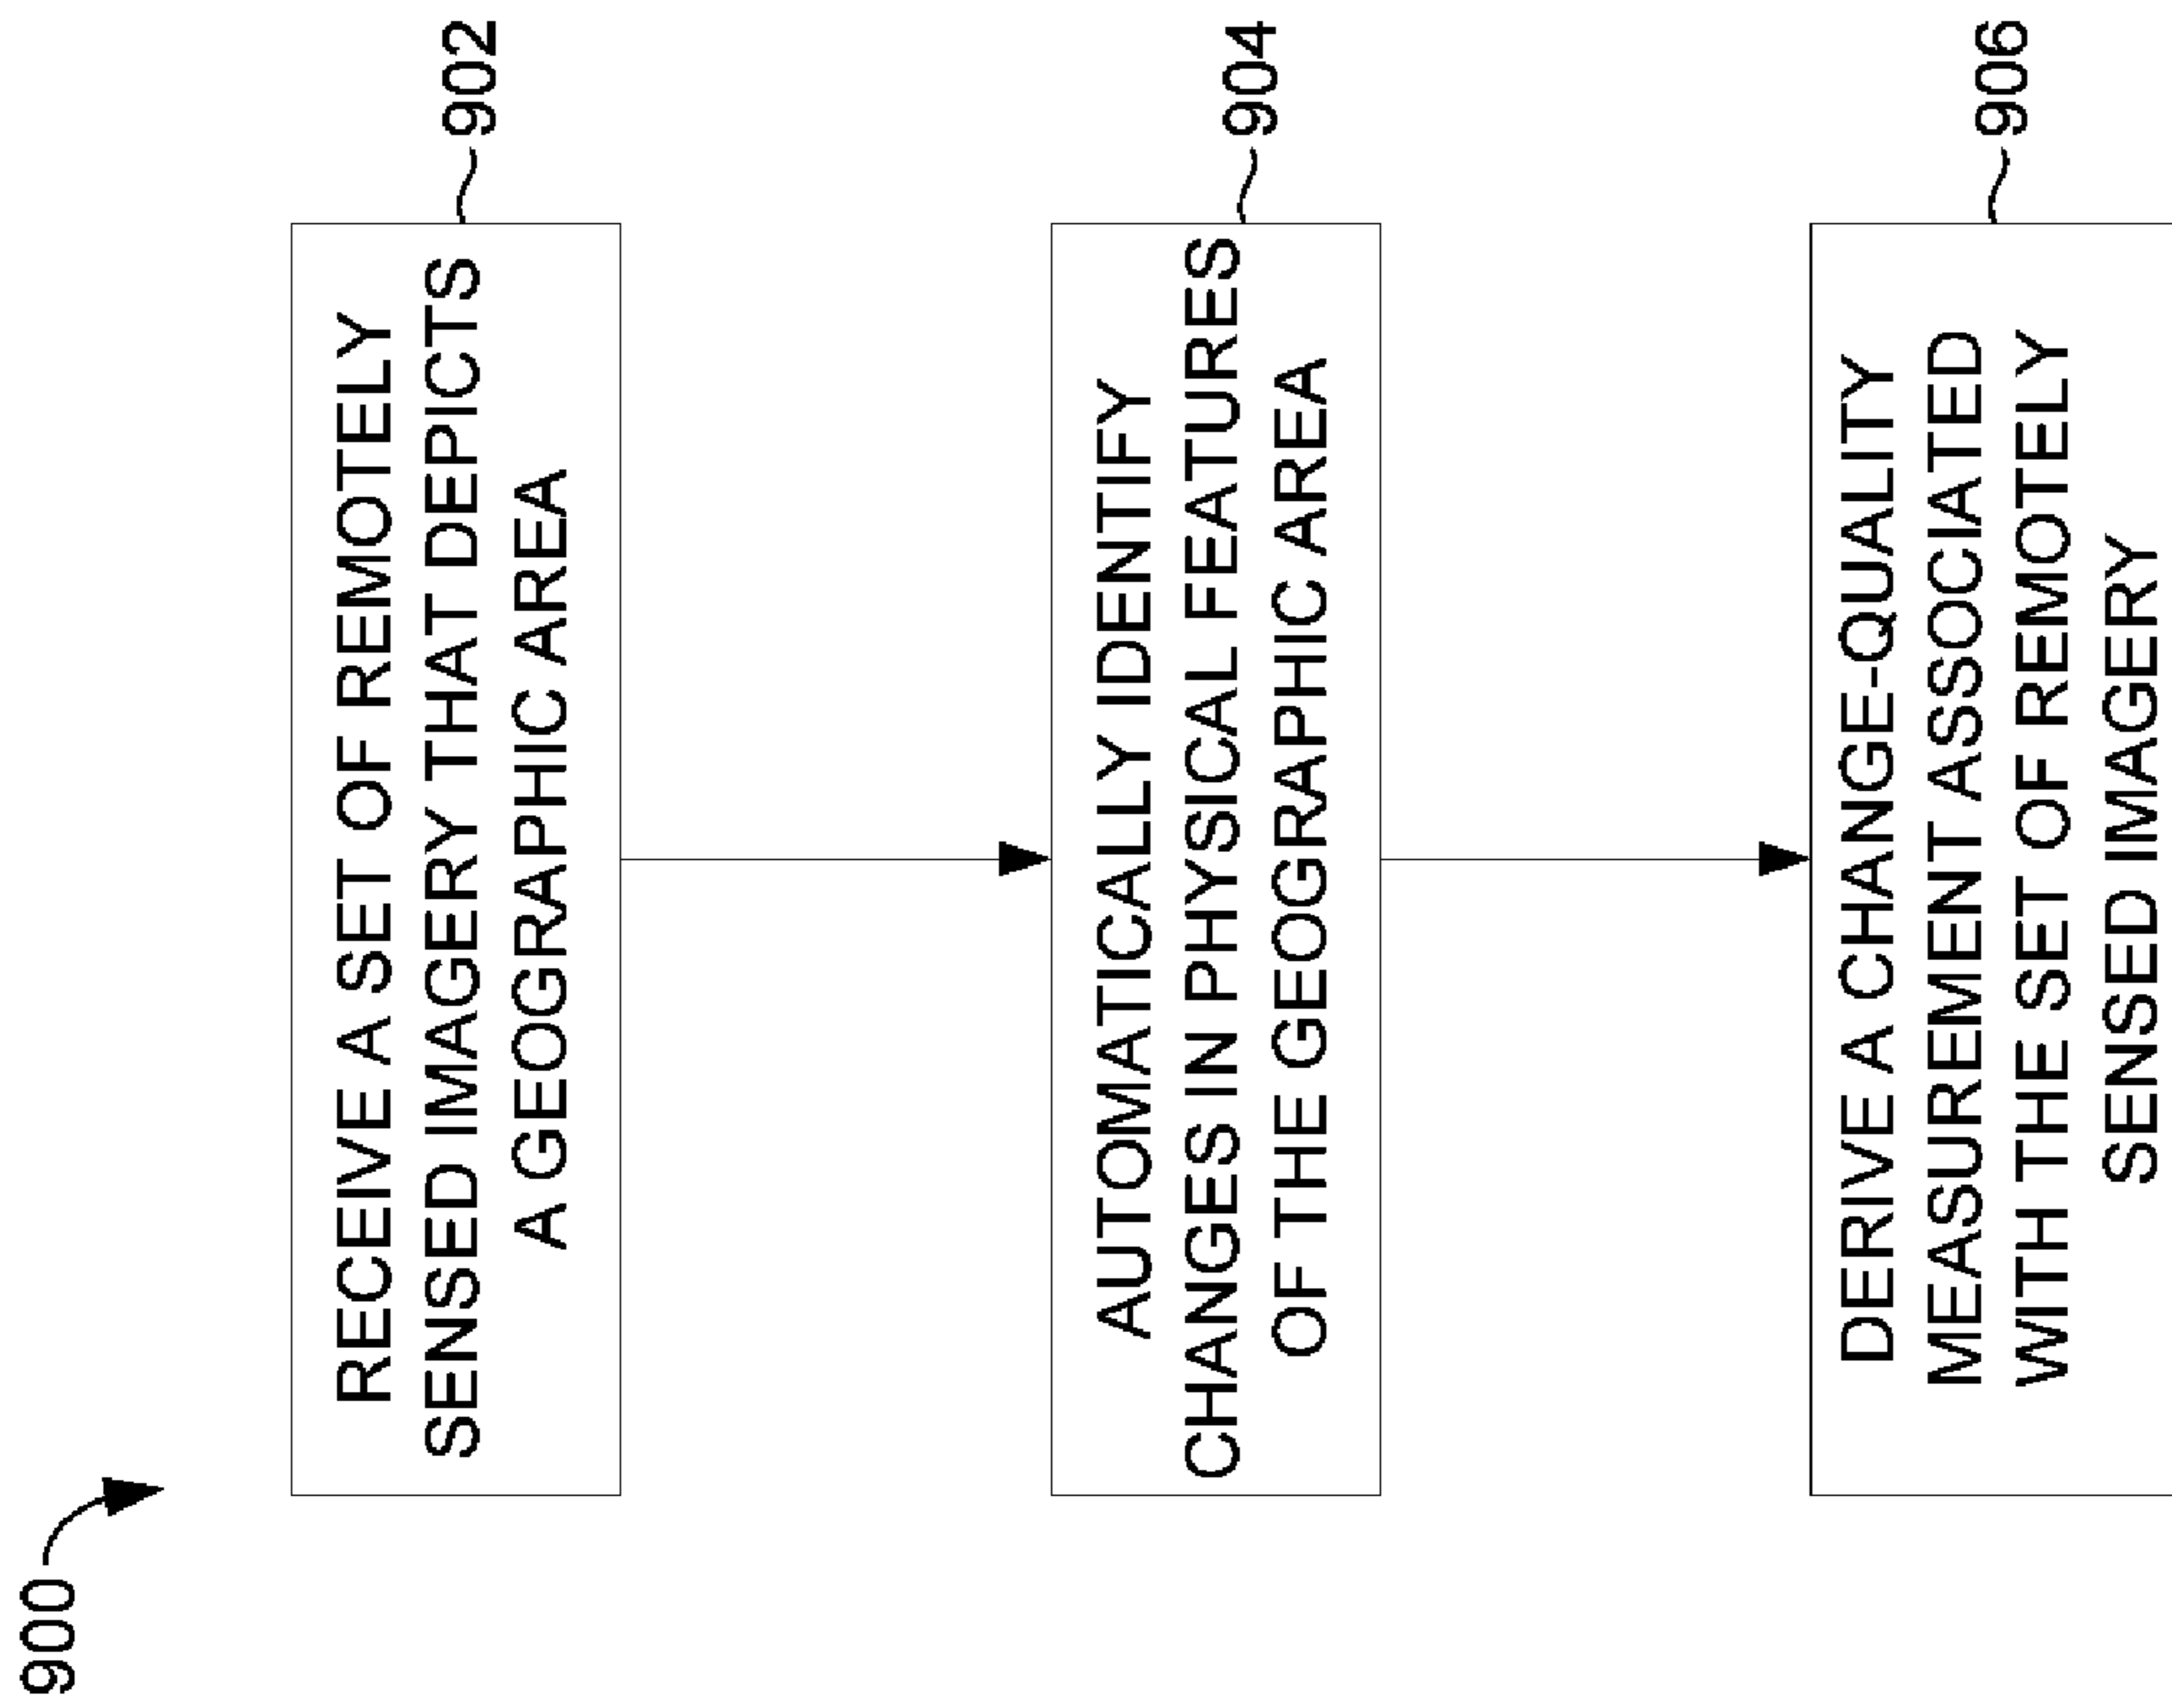 900
RECEIVE A SET OF REMOTELY
SENSED IMAGERY THAT DEPICTS
A GEOGRAPHIC AREA
902
AUTOMATICALLY IDENTIFY
CHANGES IN PHYSICAL FEATURES
OF THE GEOGRAPHIC AREA
904
DERIVE A CHANGE-QUALITY
MEASUREMENT ASSOCIATED
WITH THE SET OF REMOTELY
SENSED IMAGERY
906